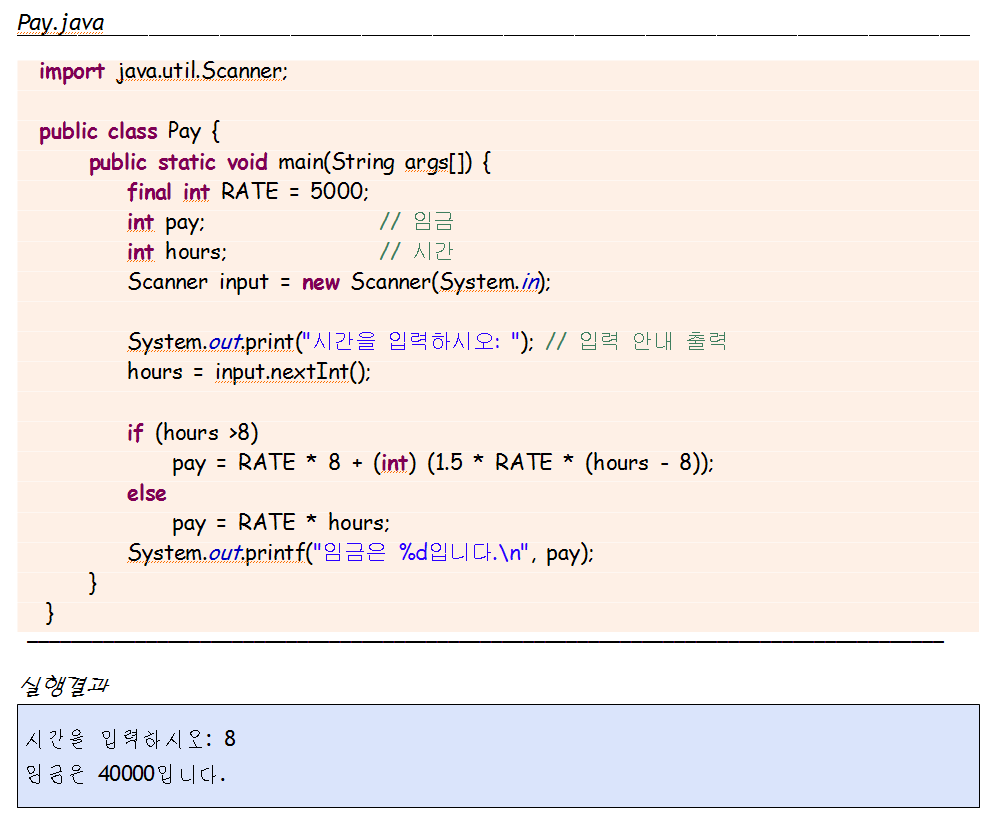 Pay.java
import java.util.Scanner;
public class Pay {
public static void main(String args[]) {
final int RATE = 5000;
int pay; // 임금
int hours; // 시간
Scanner input = new Scanner(System.in);
System.out.print("시간을 입력하시오: "); // 입력 안내 출력
hours = input.nextInt();
if (hours >8)
pay = RATE * 8 + (int) (1.5 * RATE * (hours - 8));
else
pay = RATE * hours;
System.out.printf("임금은 %d입니다.\n", pay);
}
}
실행결과
시간을 입력하시오: 8
임금은 40000입니다.